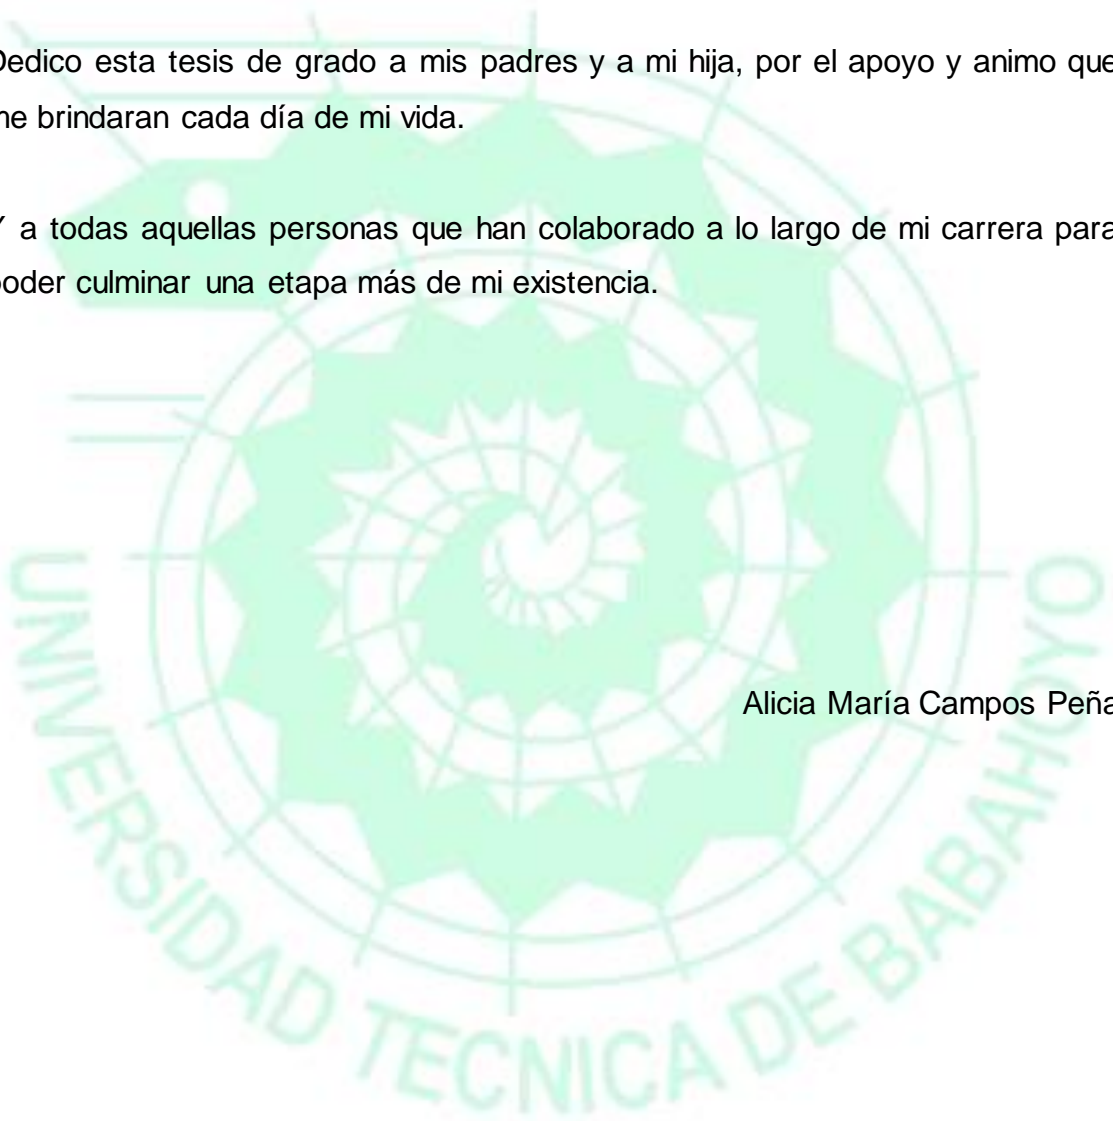 Dedico esta tesis de grado a mis padres y a mi hija, por el apoyo y animo que
me brindaran cada día de mi vida.
Y a todas aquellas personas que han colaborado a lo largo de mi carrera para
poder culminar una etapa más de mi existencia.
Alicia María Campos Peña
UNIVERSIDAD TECNICA DE BABAHOYO